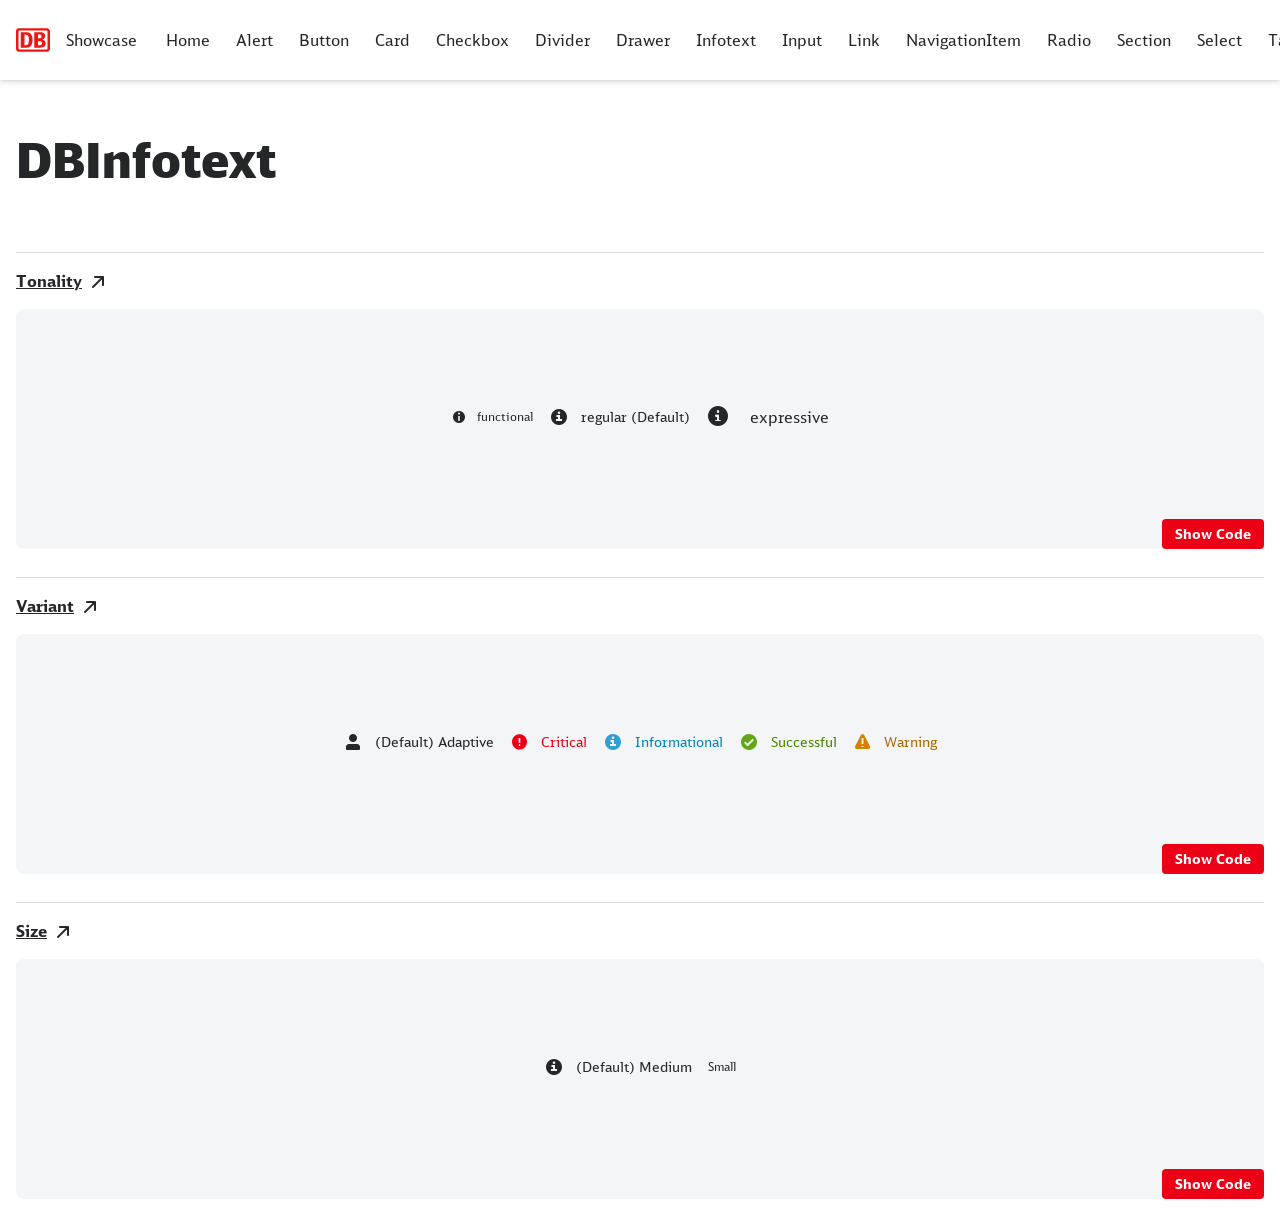 DB Showcase Home Alert Button Card Checkbox Divider Drawer Infotext Input Link NavigationItem Radio Section Select
DBInfotext
Tonality
functional regular (Default) expressive
Show Code
Variant
(Default) Adaptive Critical Informational Successful Warning
Show Code
Size
(Default) Medium Small
Show Code